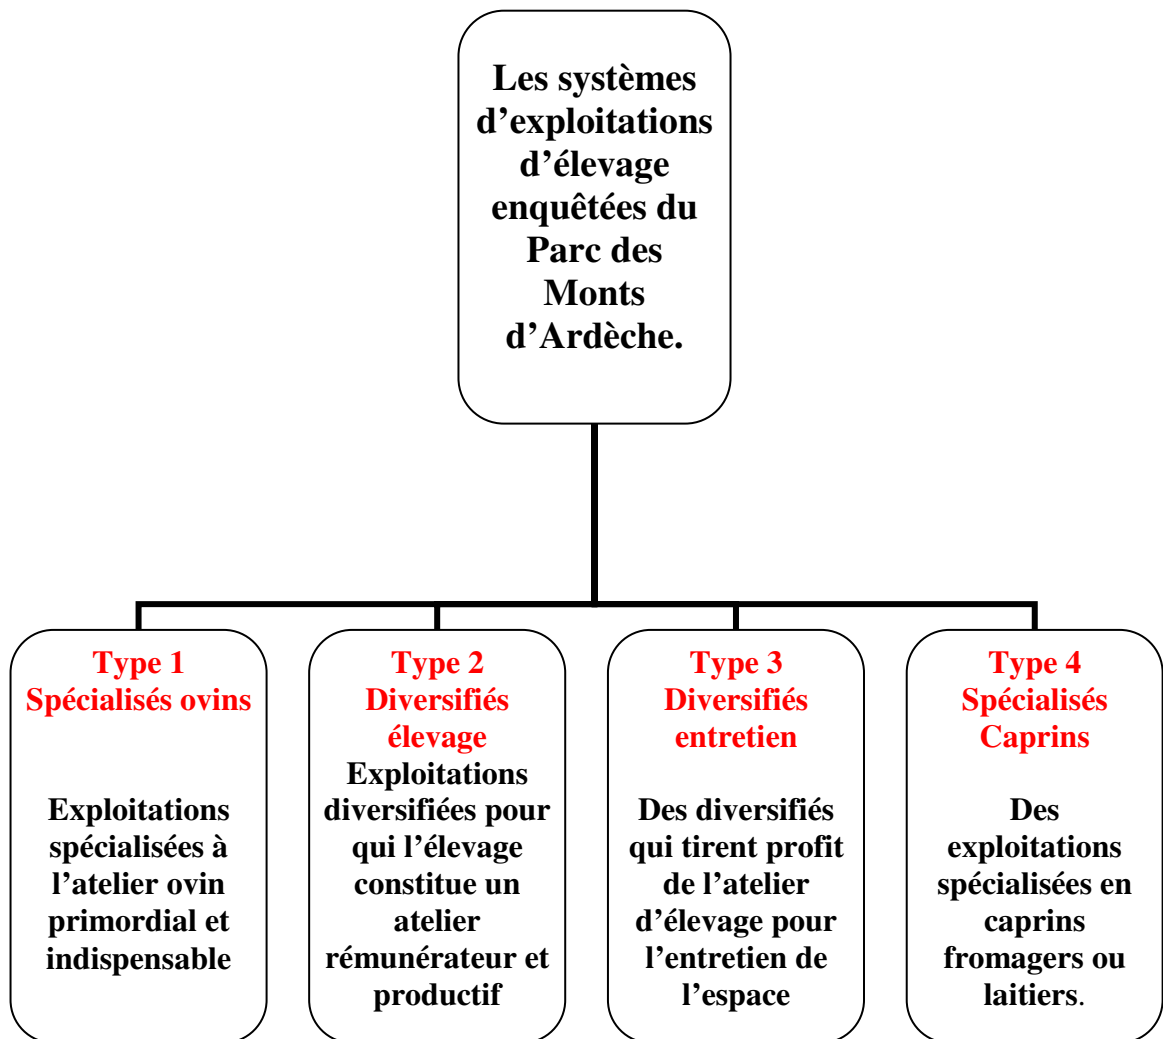 Les systèmes
d’exploitations
d’élevage
enquêtées du
Parc des
Monts
d’Ardèche.
Type 1
Spécialisés ovins
Exploitations
spécialisées à
l’atelier ovin
primordial et
indispensable
Type 2
Diversifiés
élevage
Exploitations
diversifiées pour
qui l’élevage
constitue un
atelier
rémunérateur et
productif
Type 3
Diversifiés
entretien
Des diversifiés
qui tirent profit
de l’atelier
d’élevage pour
l’entretien de
l’espace
Type 4
Spécialisés
Caprins
Des
exploitations
spécialisées en
caprins
fromagers ou
laitiers.